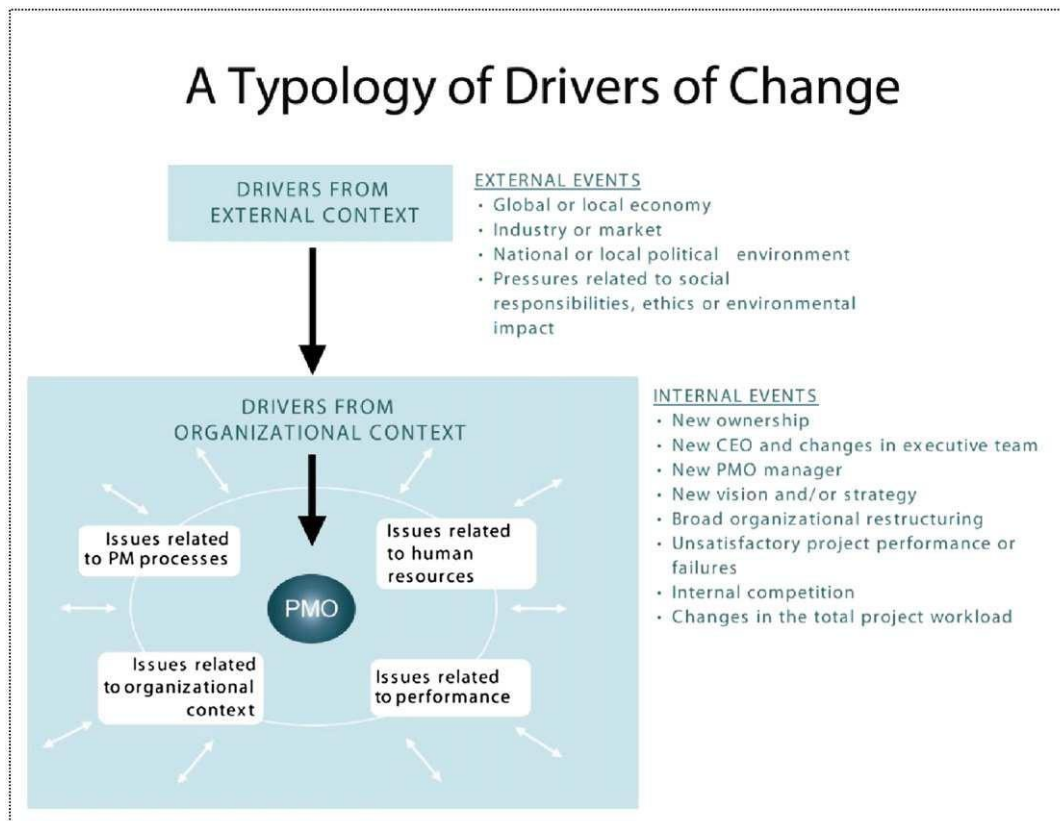 A Typology of Drivers of Change
DRIVERS FROM
EXTERNAL CONTEXT
EXTERNAL EVENTS
• Global or local economy
• Industry or market
• National or local political environment
• Pressures related to social
responsibilities, ethics or environmental
impact
DRIVERS FROM
ORGANIZATIONAL CONTEXT
Issues related
to PM processes
Issues related
to human
resources
PMO
Issues related
to organizational
context
Issues related
to performance
INTERNAL EVENTS
• New ownership
• New CEO and changes in executive team
• New PMO manager
• New vision and/or strategy
• Broad organizational restructuring
• Unsatisfactory project performance or
failures
• Internal competition
• Changes in the total project workload